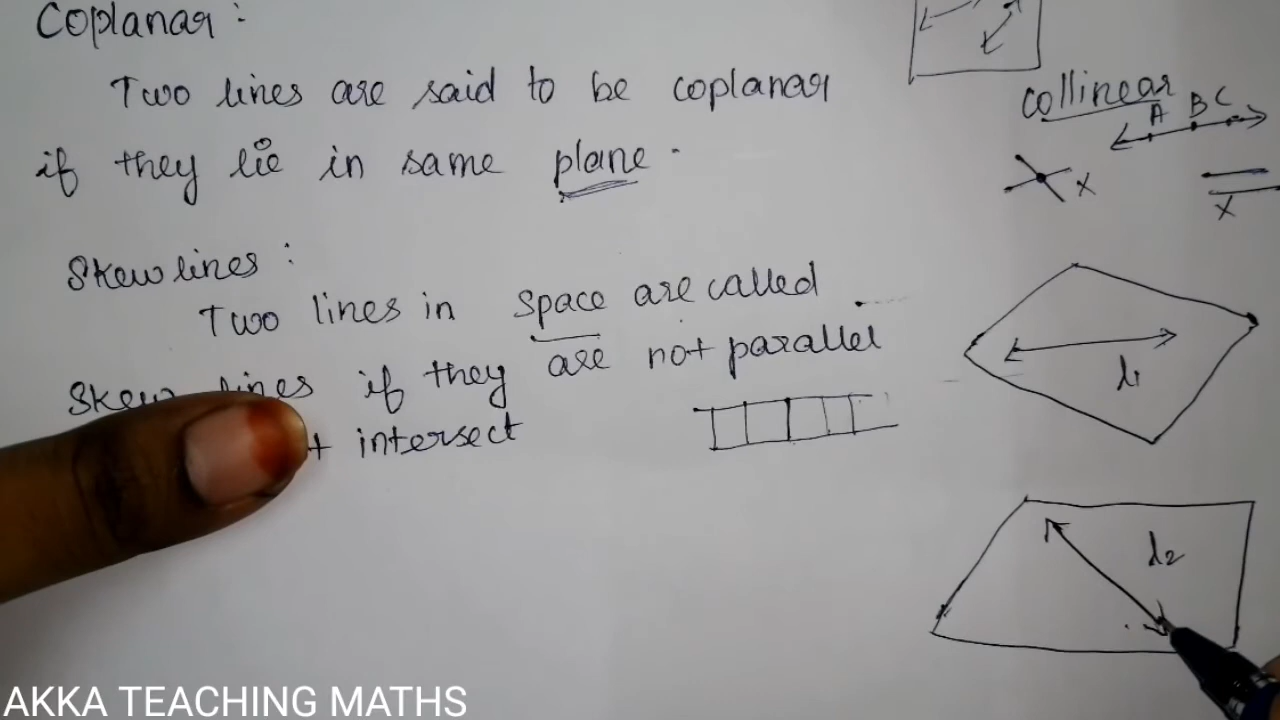 Coplanar :
Two lines are said to be coplanar
if they lie in same plane .
Skew lines :
Two lines in space are called
Skew lines if they are not parallel
intersect
Collinear
A B C
X
X
l1
l2
AKKA TEACHING MATHS